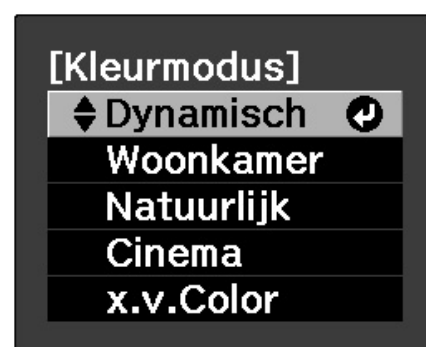 [Kleurmodus]
Dynamisch
Woonkamer
Natuurlijk
Cinema
x.v.Color